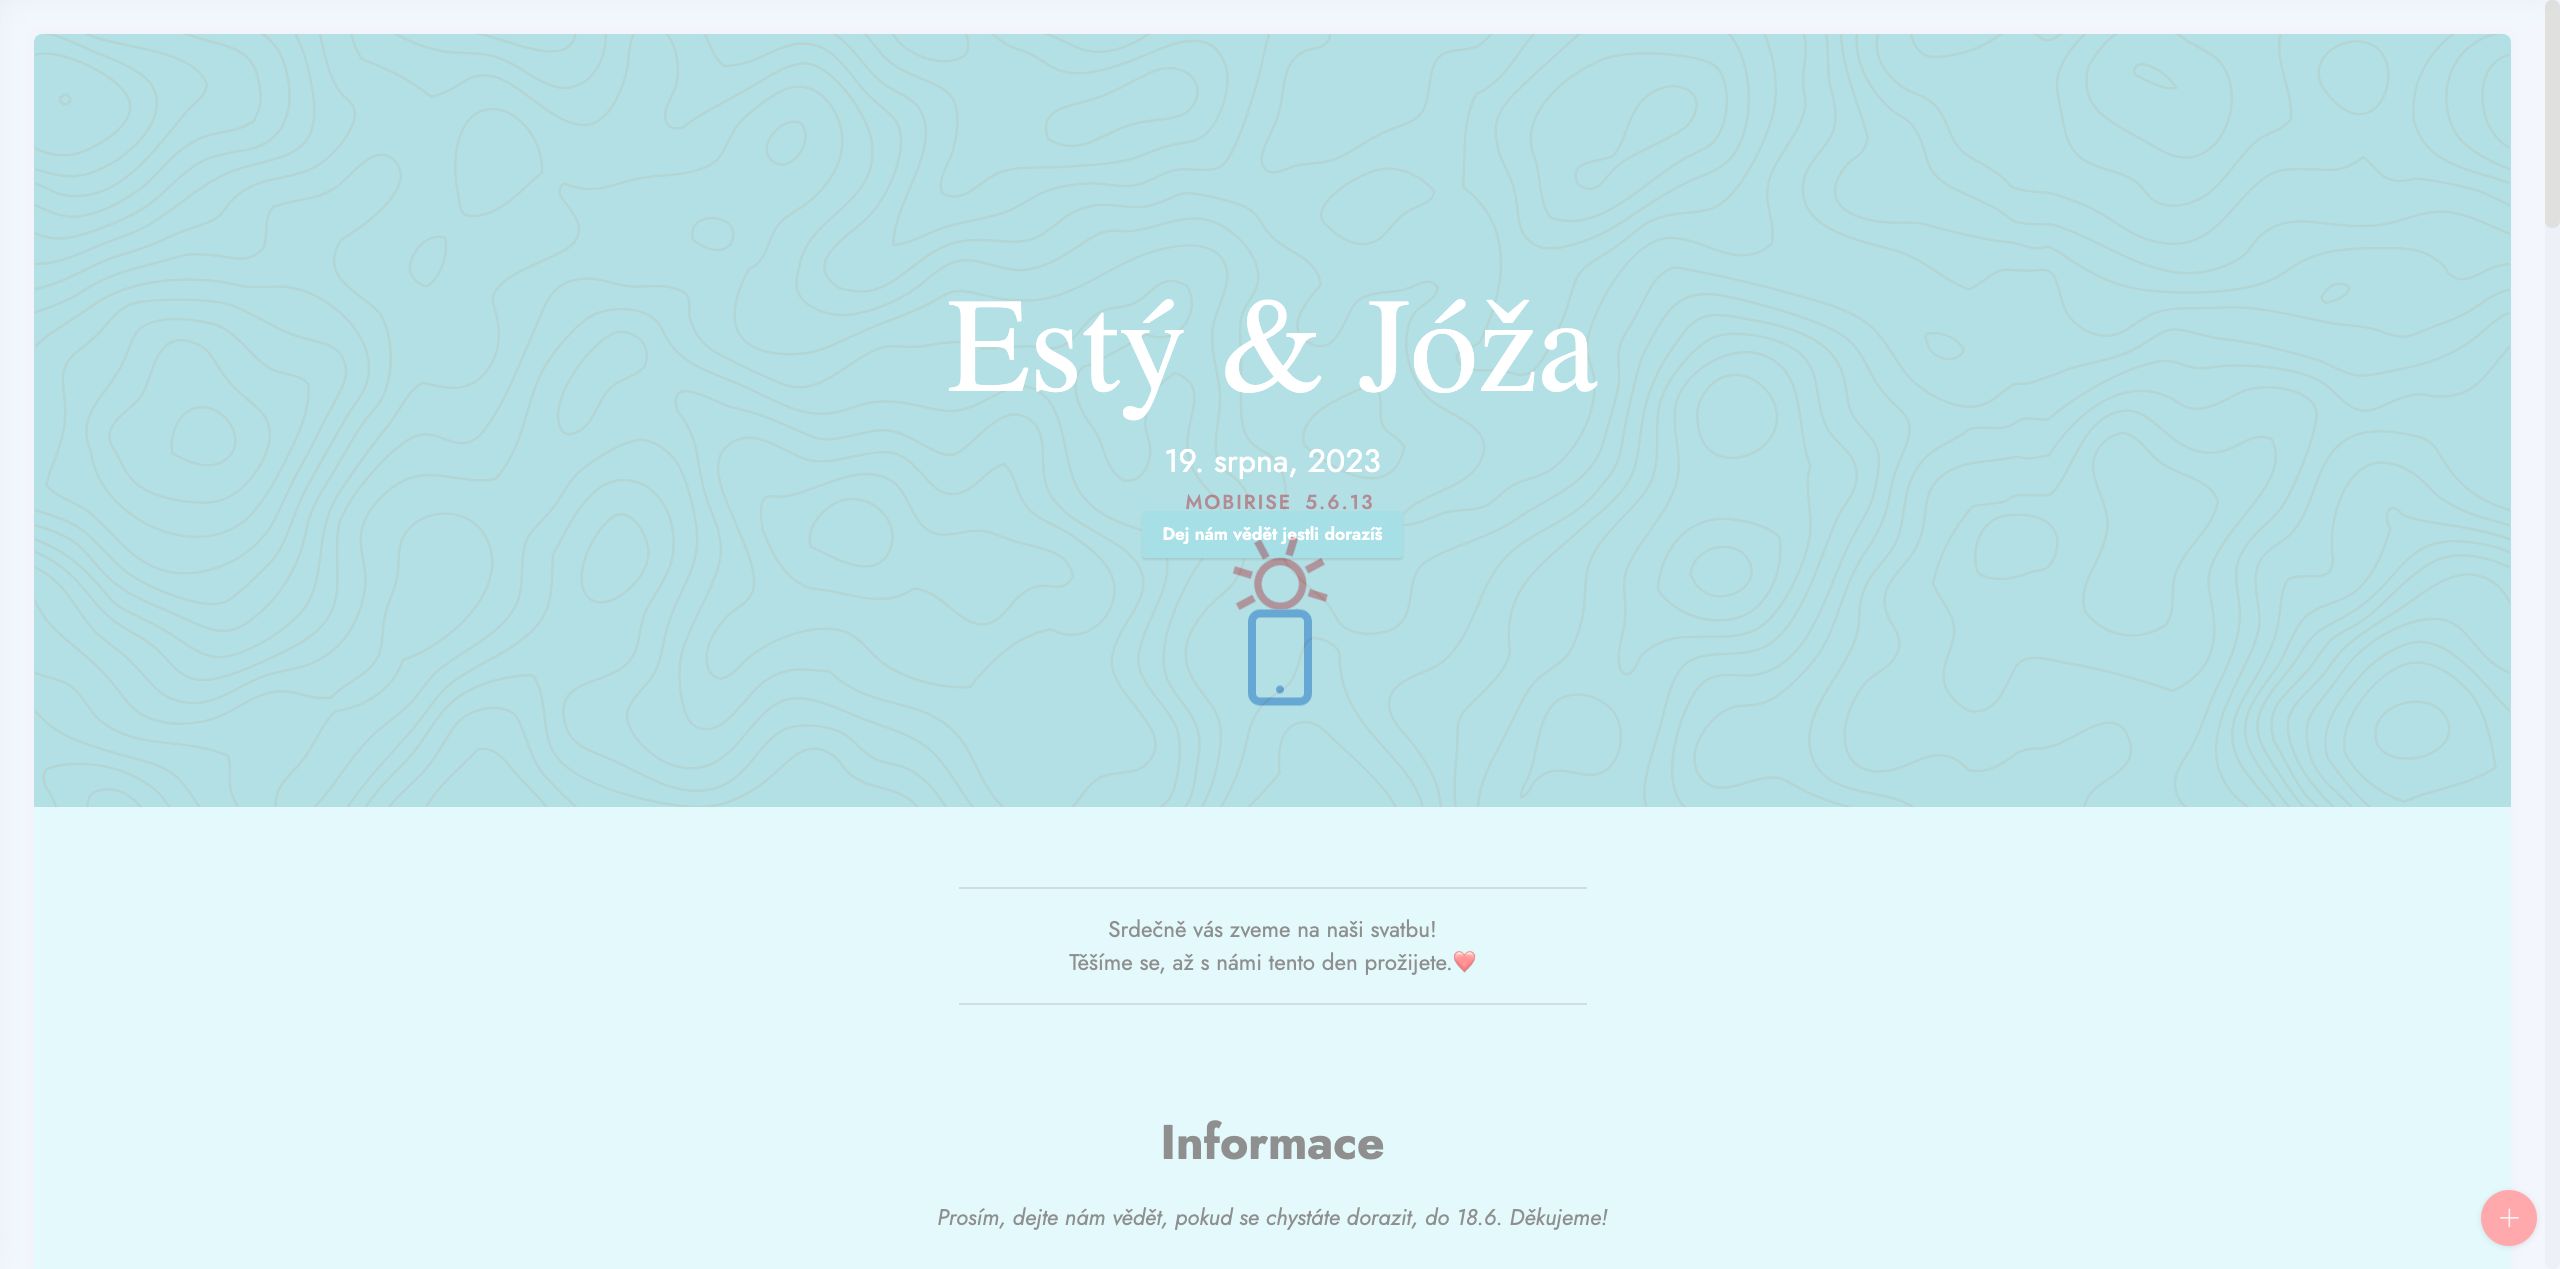 Estý & Jóža
19. srpna, 2023
MOBIRISE 5.6.13
Dej nám vědět jestli dorazíš
Srdečně vás zveme na naši svatbu!
Těšíme se, až s námi tento den prožijete.❤️
Informace
Prosím, dejte nám vědět, pokud se chystáte dorazit, do 18.6. Děkujeme!